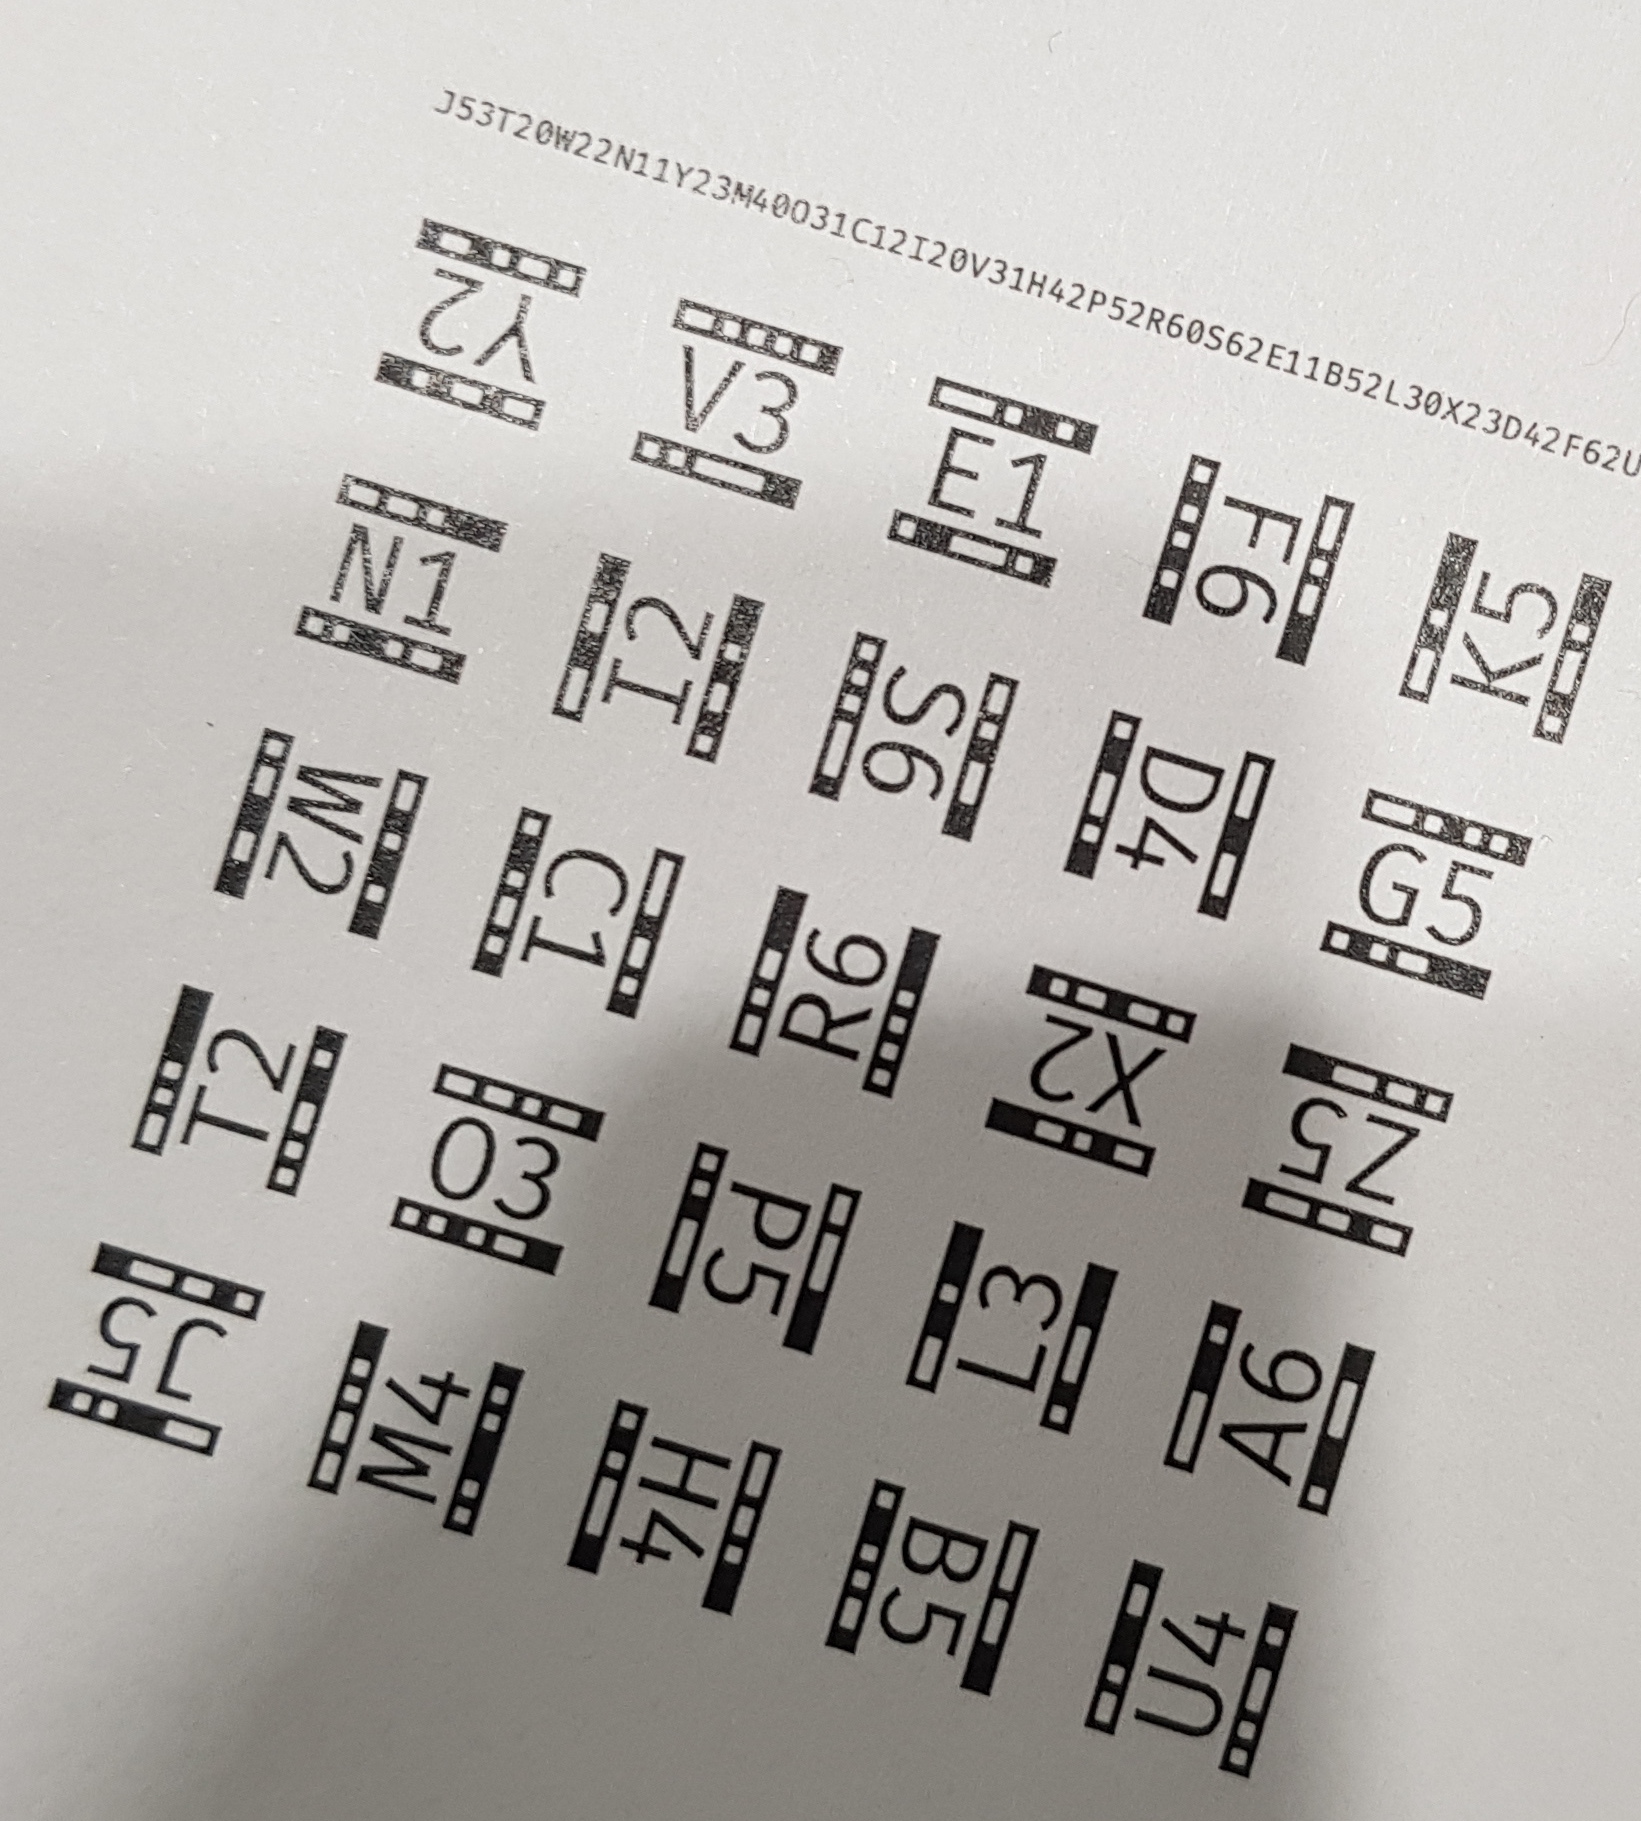 J53T20W22N11Y23M40O31C12I20V31H42P52R60S62E11B52L30X23D42F62U
Y2 V3 E1 F6 K5
N1 I2 S6 D4 G5
W2 C1 R6 X2 Z5
T2 O3 P5 L3 A6
J5 M4 H4 B5 U4